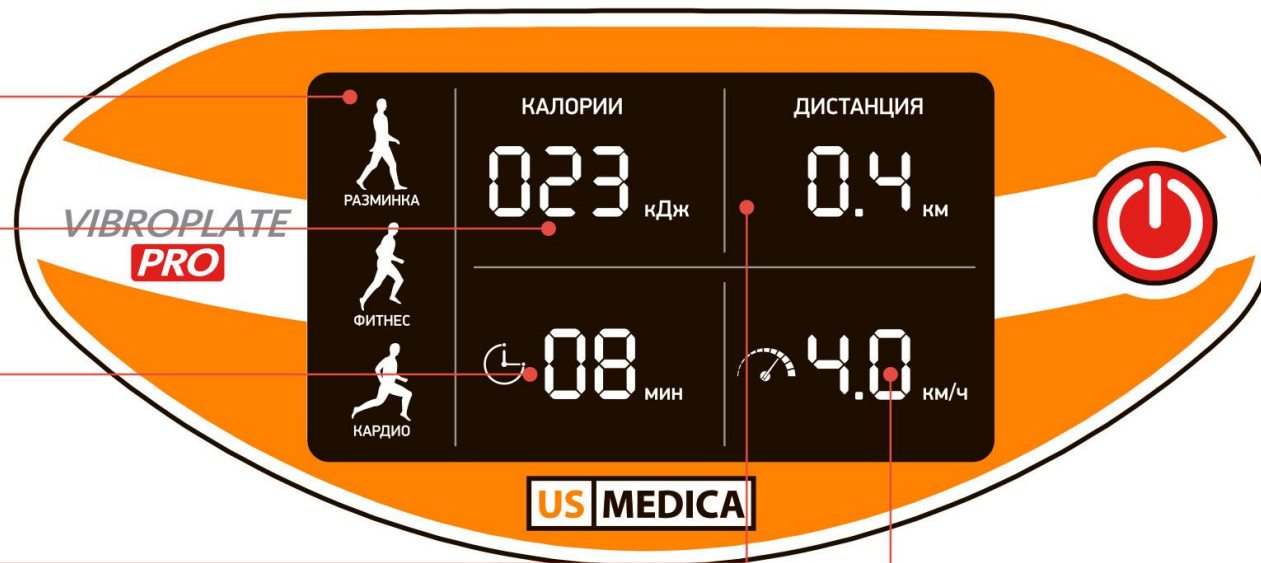 VIBROPLATE
PRO
РАЗМИНКА
ФИТНЕС
КАРДИО
КАЛОРИИ
023 кДж
ДИСТАНЦИЯ
0.4 км
08 мин
4.0 км/ч
US MEDICA